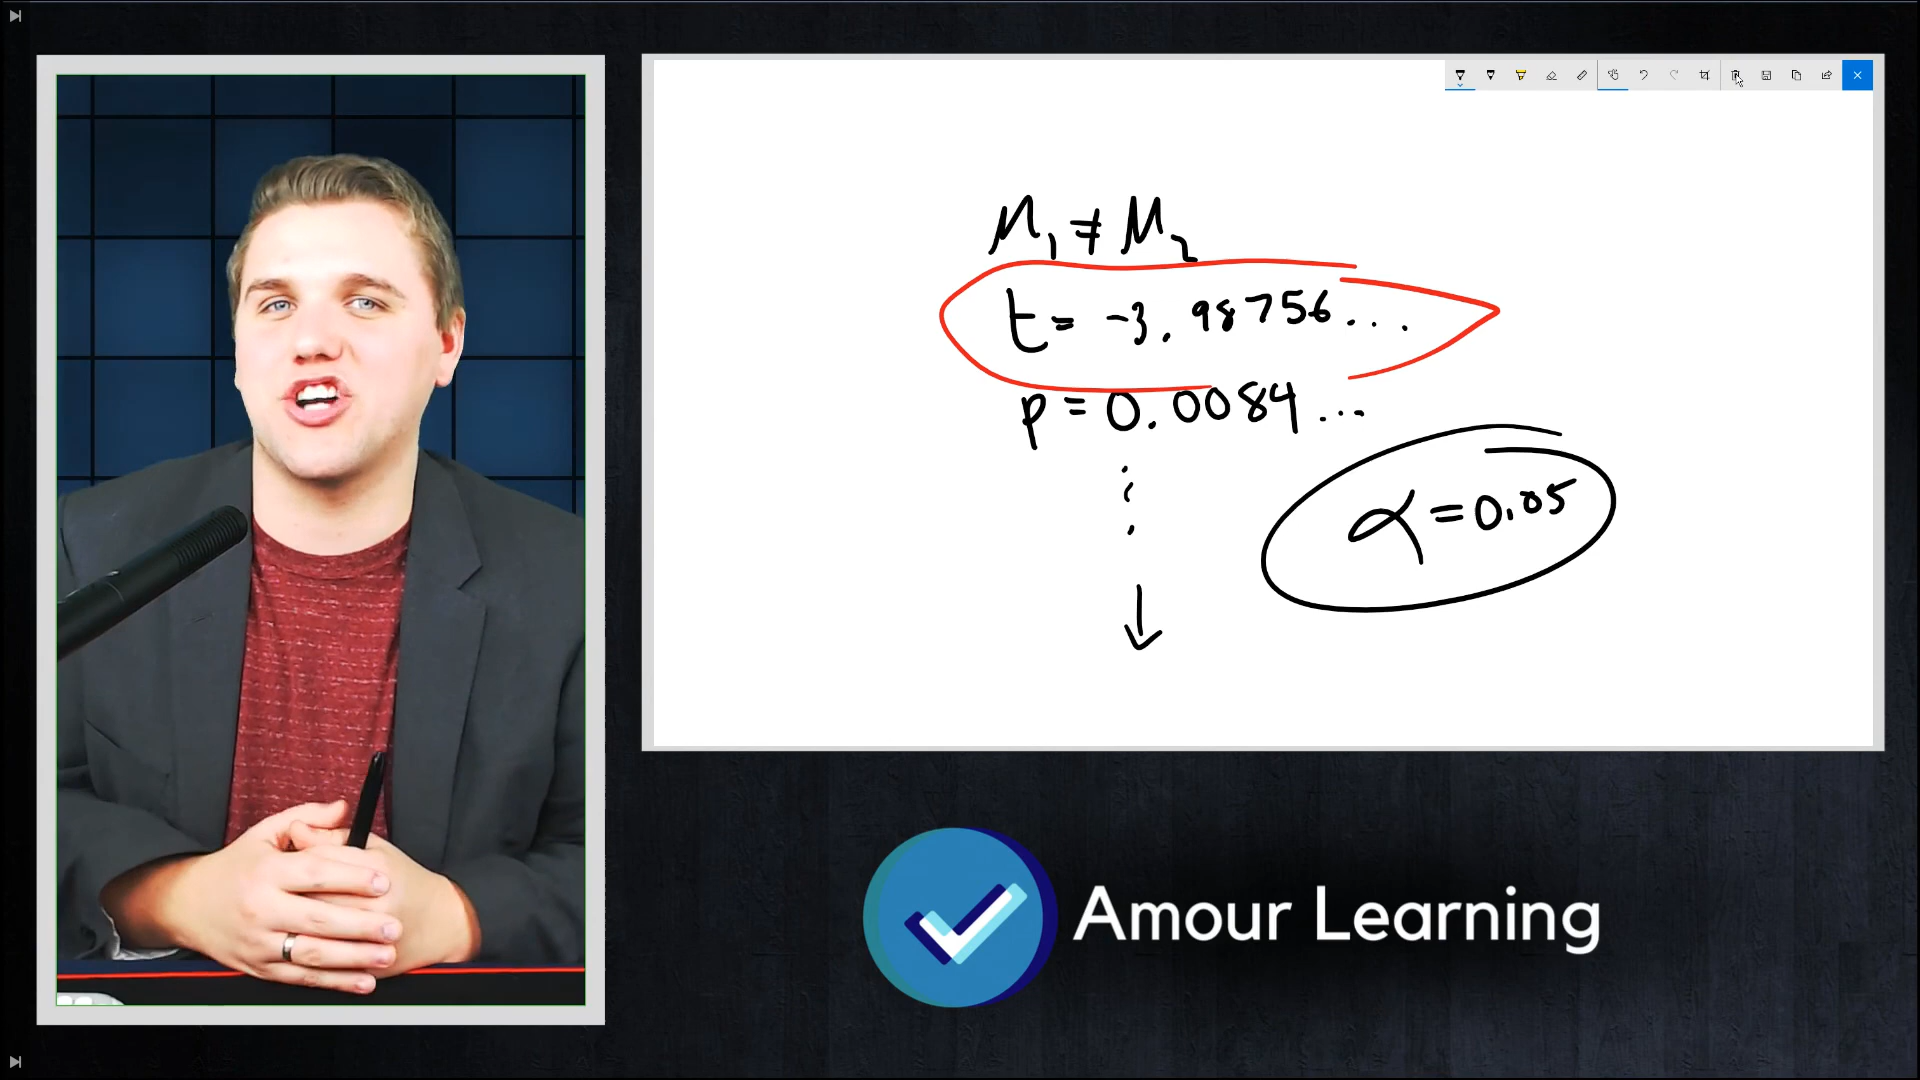 μ₁ ≠ μ₂
t = -3.98756...
p = 0.0084...
α = 0.05
Amour Learning